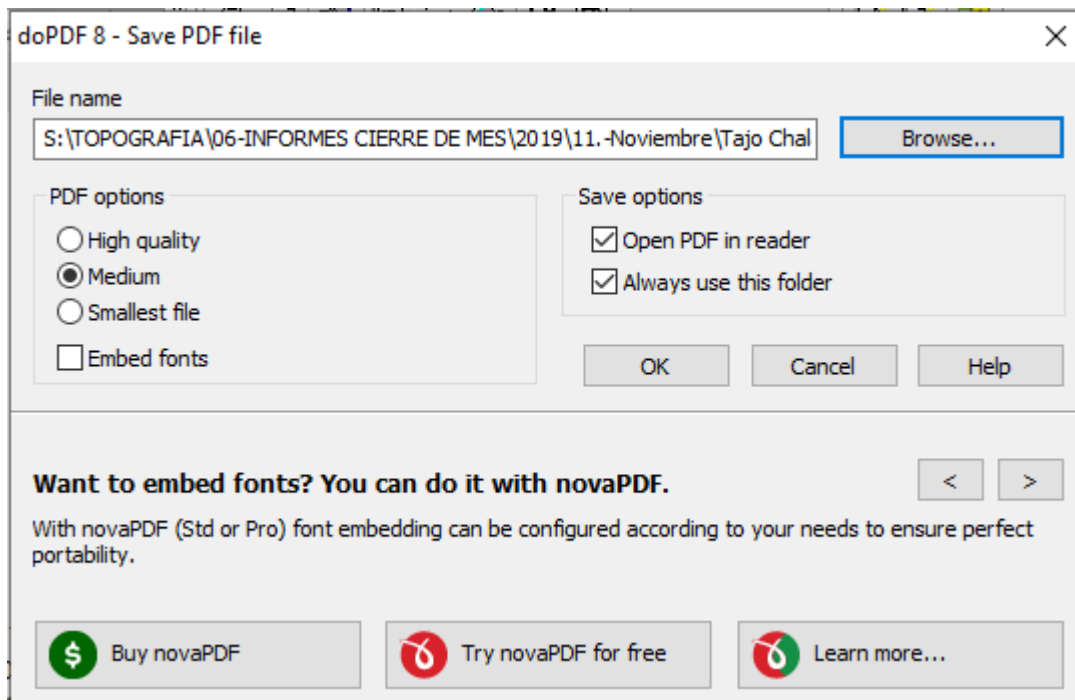 doPDF 8 - Save PDF file
File name
S:\TOPOGRAFIA\06-INFORMES CIERRE DE MES\2019\11.-Noviembre\Tajo Chal
Browse...
PDF options
High quality
Medium
Smallest file
Embed fonts
Save options
Open PDF in reader
Always use this folder
OK
Cancel
Help
Want to embed fonts? You can do it with novaPDF.
<
>
With novaPDF (Std or Pro) font embedding can be configured according to your needs to ensure perfect
portability.
$
Buy novaPDF
Try novaPDF for free
Learn more...